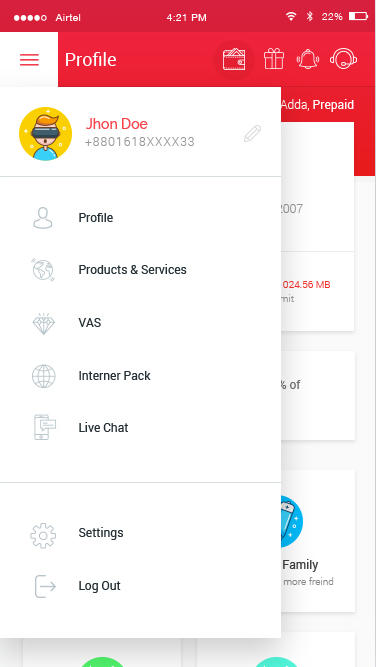 Airtel 4:21 PM 22%
Profile
Adda, Prepaid
Jhon Doe
+8801618XXXX33
2007
Profile
Products & Services
024.56 MB
mit
VAS
Interner Pack
% of
Live Chat
Settings
Family
more freind
Log Out